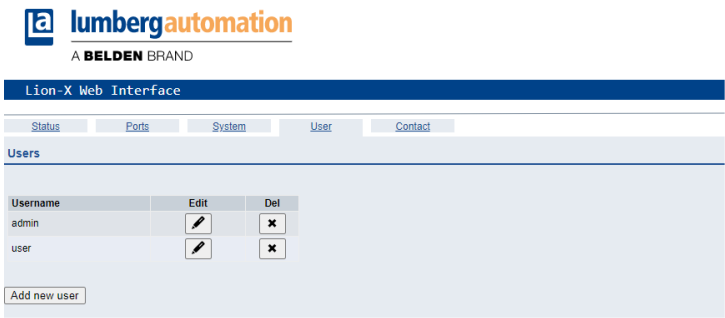 la lumbergautomation
A BELDEN BRAND
Lion-X Web Interface
Status Ports System User Contact
Users
Username Edit Del
admin
user
Add new user